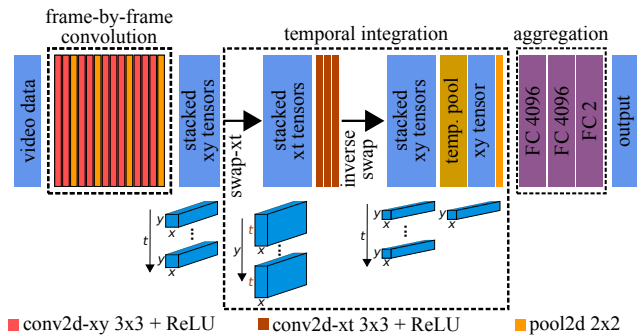 frame-by-frame
convolution
temporal integration
aggregation
video data
stacked
xy tensors
swap-xt
stacked
xt tensors
inverse
swap
stacked
xy tensors
temp. pool
xy tensor
FC 4096
FC 4096
FC 2
output
t
y
x
...
y
x
y
t
x
...
t
x
t
y
x
...
y
x
y
x
conv2d-xy 3x3 + ReLU
conv2d-xt 3x3 + ReLU
pool2d 2x2